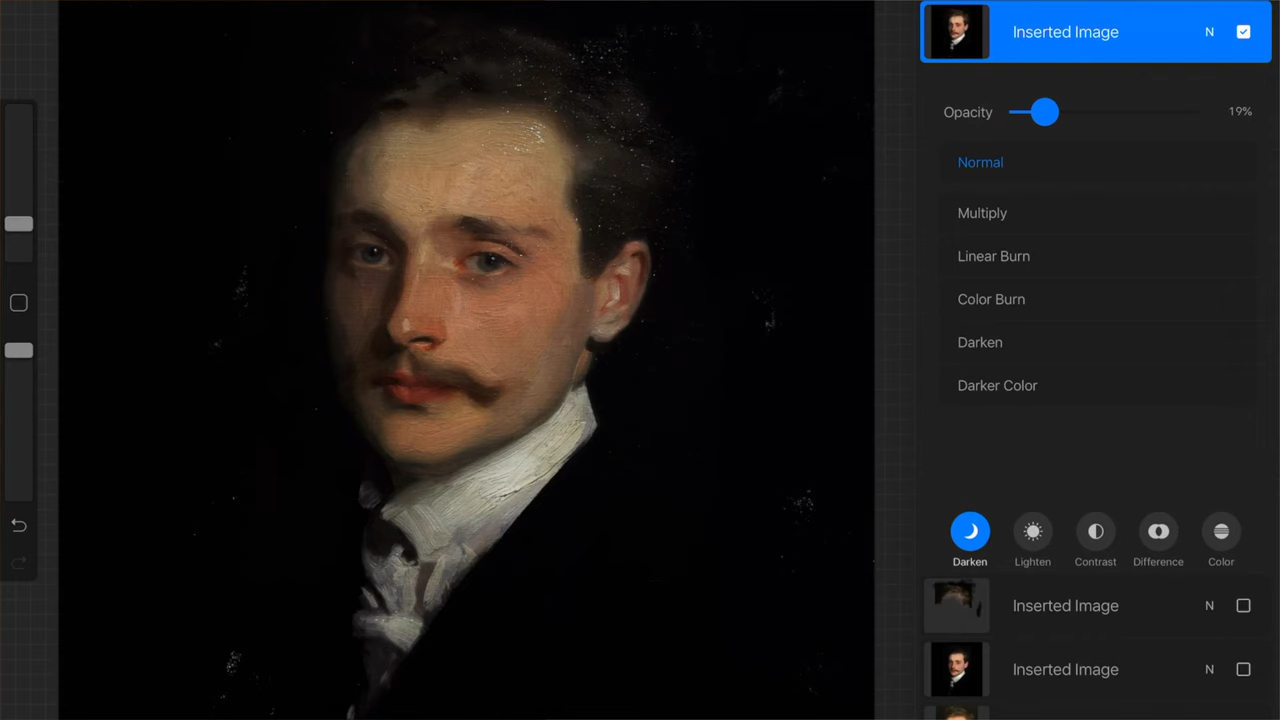 Inserted Image N
Opacity 19%
Normal
Multiply
Linear Burn
Color Burn
Darken
Darker Color
Darken Lighten Contrast Difference Color
Inserted Image N
Inserted Image N